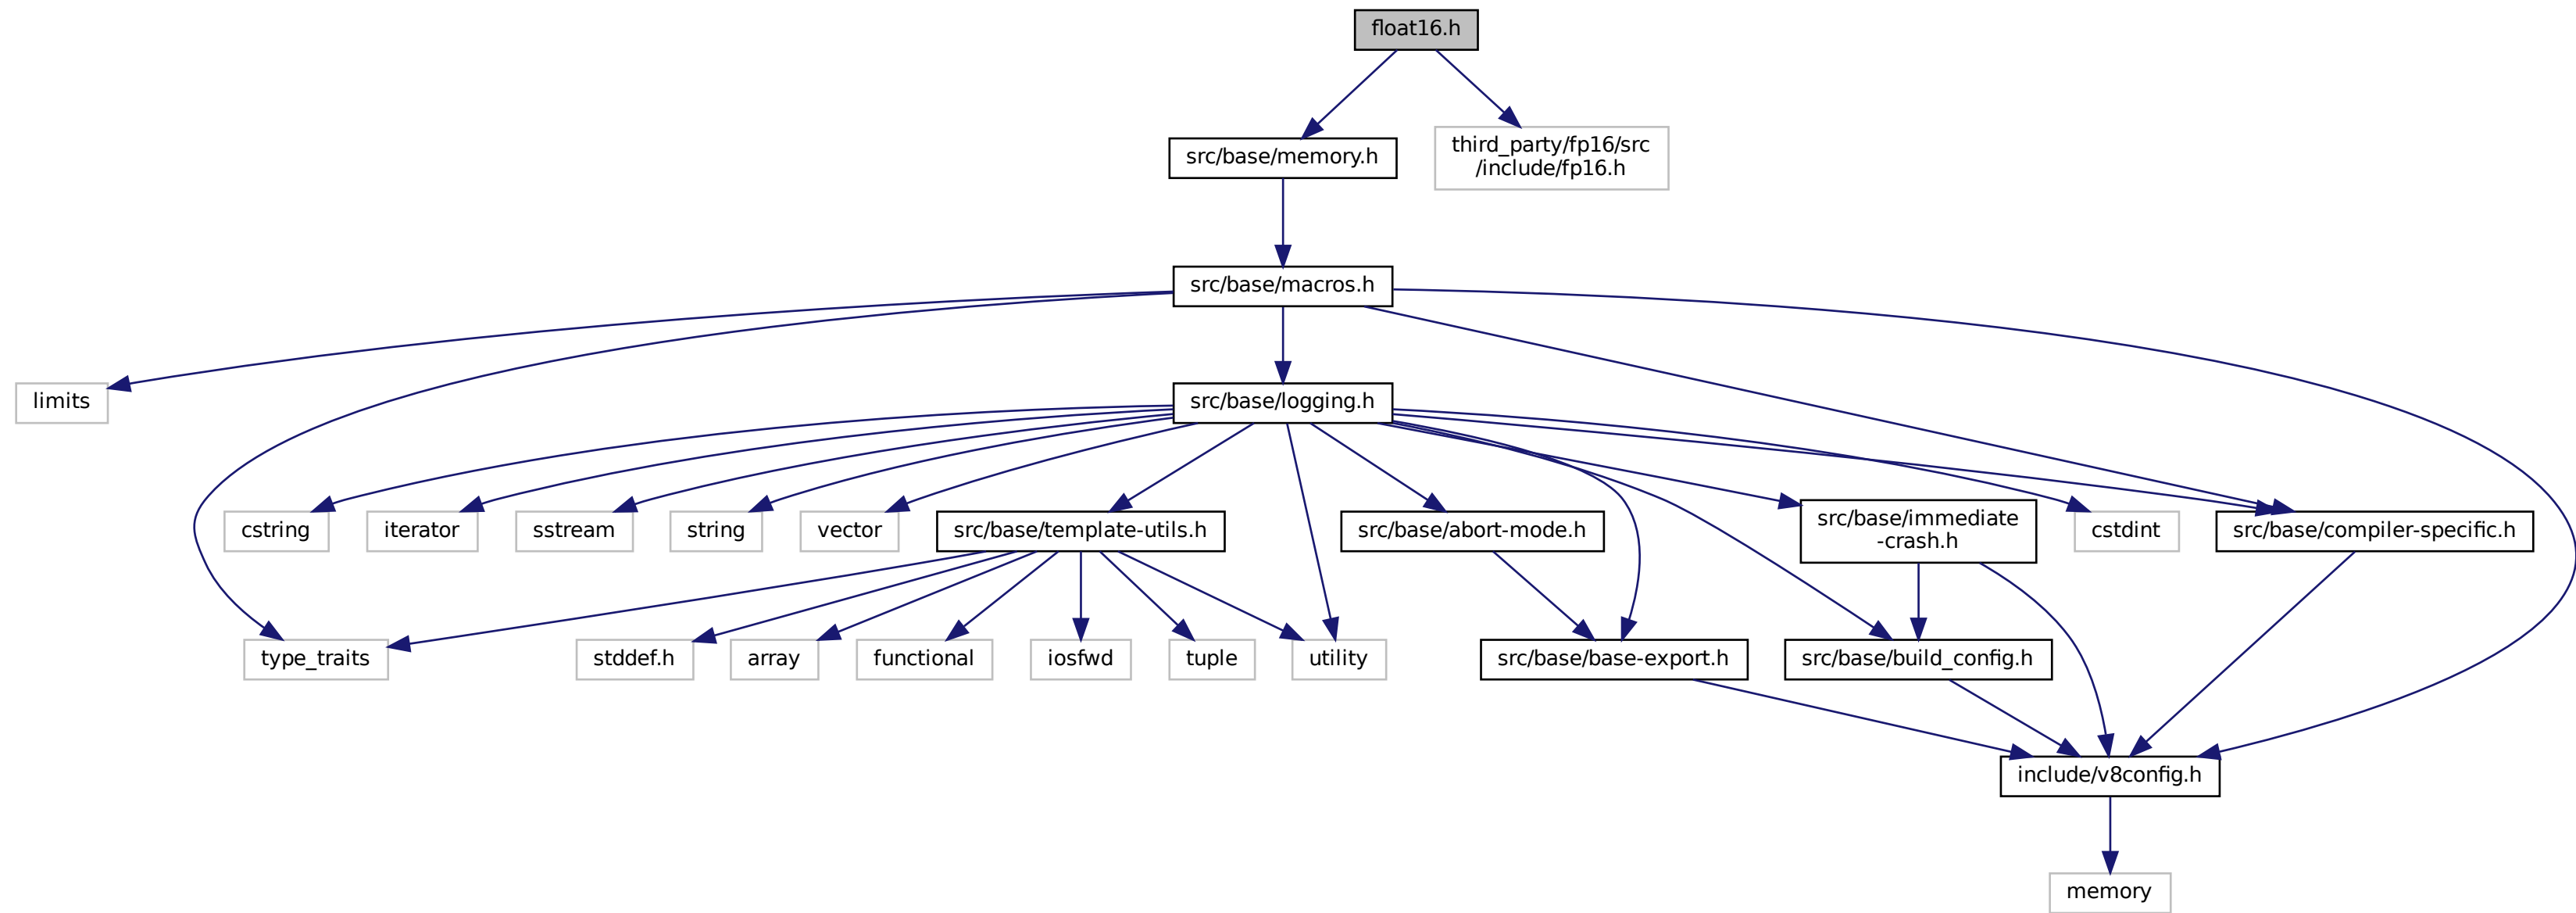 float16.h
src/base/memory.h
third_party/fp16/src
/include/fp16.h
src/base/macros.h
limits
src/base/logging.h
cstring
iterator
sstream
string
vector
src/base/template-utils.h
src/base/abort-mode.h
src/base/immediate
-crash.h
cstdint
src/base/compiler-specific.h
type_traits
stddef.h
array
functional
iosfwd
tuple
utility
src/base/base-export.h
src/base/build_config.h
include/v8config.h
memory